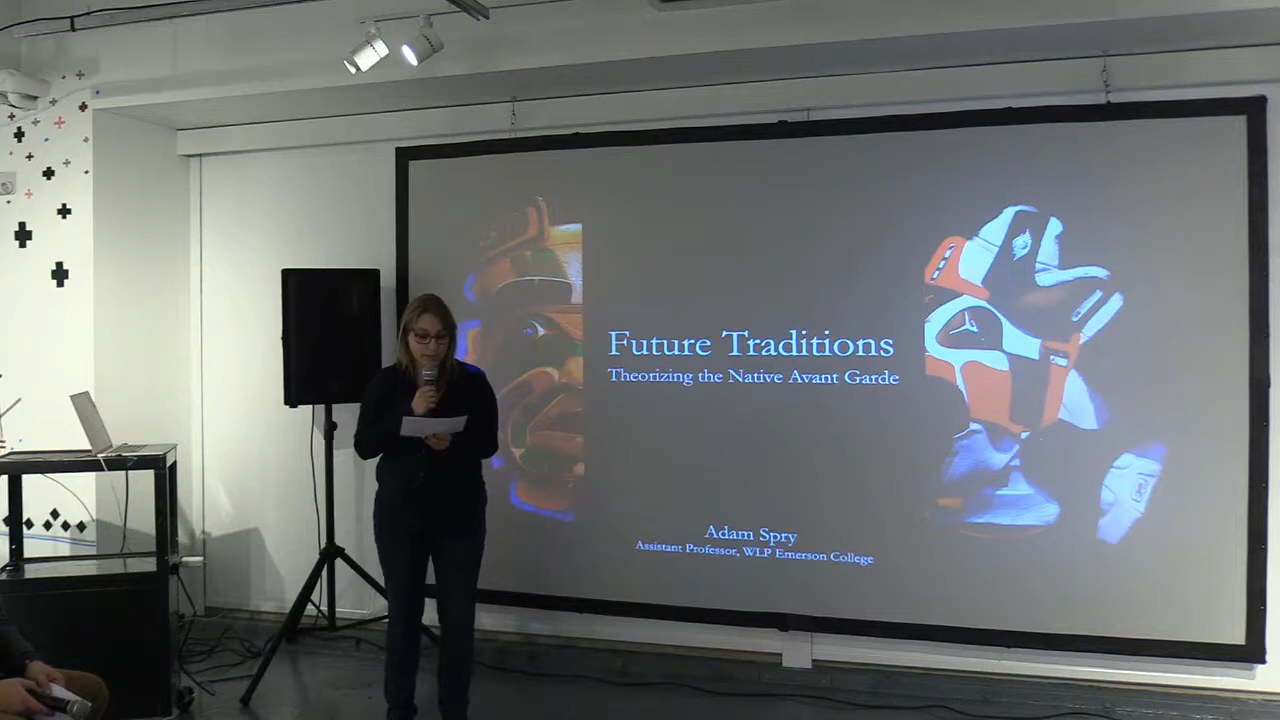 Future Traditions
Theorizing the Native Avant Garde
Adam Spry
Assistant Professor, WLP Emerson College